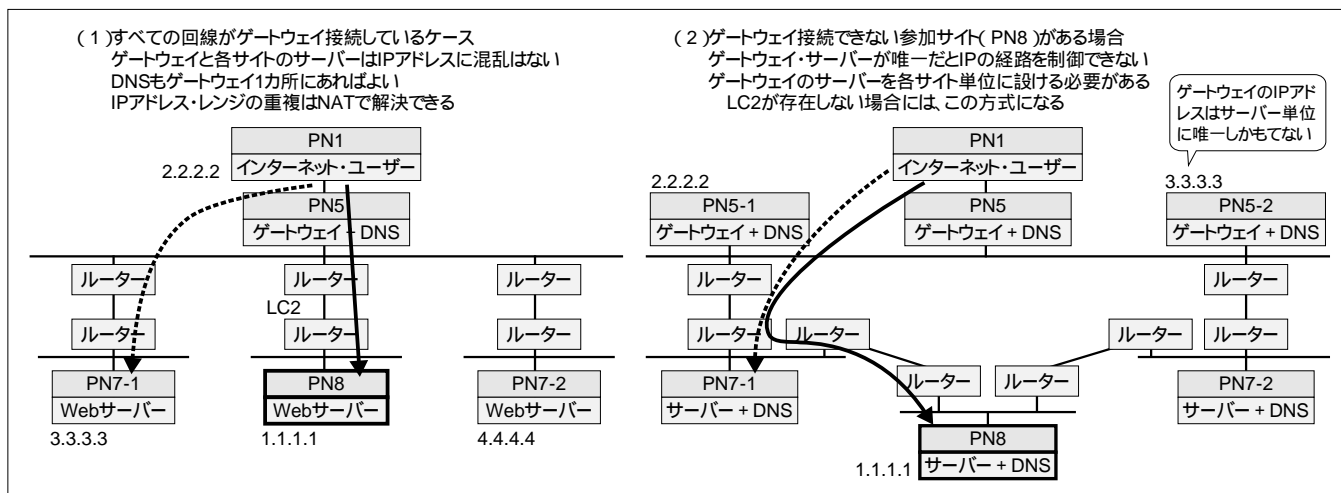 (1)すべての回線がゲートウェイ接続しているケース
ゲートウェイと各サイトのサーバーはIPアドレスに混乱はない
DNSもゲートウェイ1カ所にあればよい
IPアドレス・レンジの重複はNATで解決できる
PN1
インターネット・ユーザー
2.2.2.2
PN5
ゲートウェイ+DNS
ルーター
ルーター
ルーター
LC2
ルーター
ルーター
ルーター
PN7-1
Webサーバー
3.3.3.3
PN8
Webサーバー
1.1.1.1
PN7-2
Webサーバー
4.4.4.4
(2)ゲートウェイ接続できない参加サイト(PN8)がある場合
ゲートウェイ・サーバーが唯一だとIPの経路を制御できない
ゲートウェイのサーバーを各サイト単位に設ける必要がある
LC2が存在しない場合には、この方式になる
ゲートウェイのIPアド
レスはサーバー単位
に唯一しかもてない
PN1
インターネット・ユーザー
2.2.2.2
PN5-1
ゲートウェイ+DNS
PN5
ゲートウェイ+DNS
3.3.3.3
PN5-2
ゲートウェイ+DNS
ルーター
ルーター
ルーター
ルーター
ルーター
ルーター
ルーター
ルーター
PN7-1
サーバー+DNS
PN7-2
サーバー+DNS
PN8
サーバー+DNS
1.1.1.1